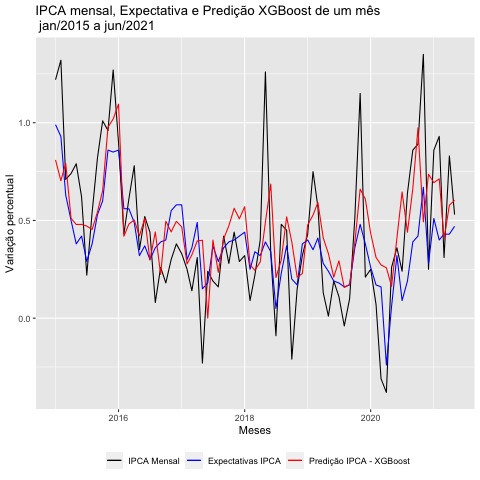 IPCA mensal, Expectativa e Predição XGBoost de um mês
jan/2015 a jun/2021
Variação percentual
1.0
0.5
0.0
2016 2018 2020
Meses
IPCA Mensal Expectativas IPCA Predição IPCA - XGBoost